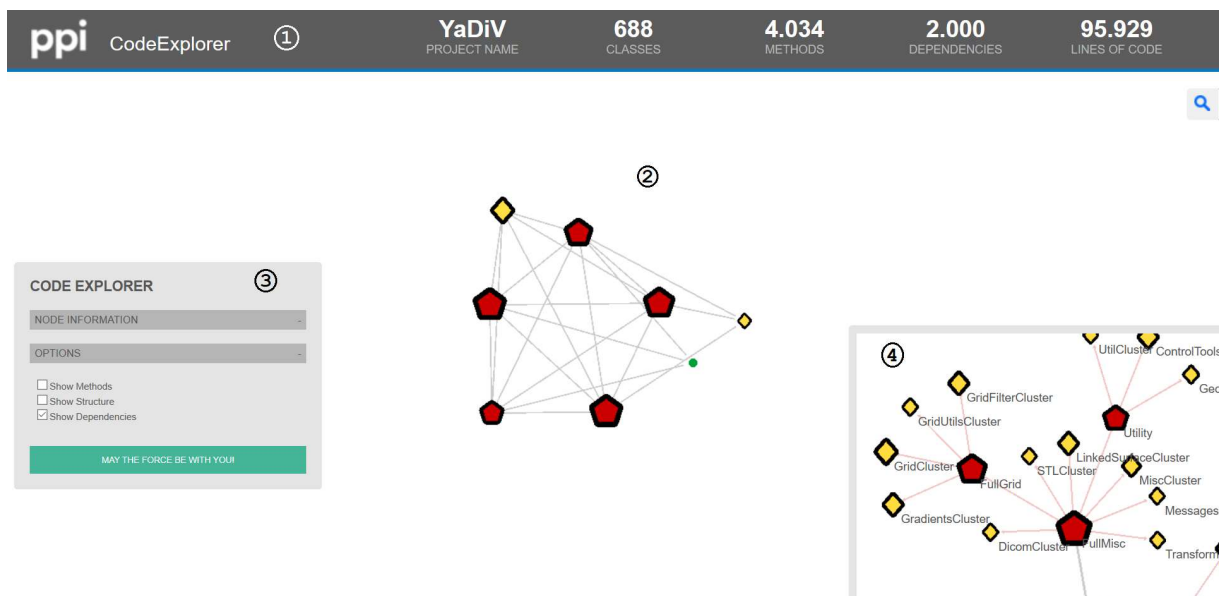 ppi CodeExplorer ①
YaDiV 688 4.034 2.000 95.929
PROJECT NAME CLASSES METHODS DEPENDENCIES LINES OF CODE
②
③
CODE EXPLORER
NODE INFORMATION -
OPTIONS -
Show Methods
Show Structure
Show Dependencies
MAY THE FORCE BE WITH YOU!
④
UtilCluster
ControlTools
GridFilterCluster
Geo
GridUtilsCluster
Utility
LinkedSurfaceCluster
GridCluster
STLCluster
FullGrid
MiscCluster
Messages
GradientsCluster
DicomCluster
FullMisc
Transform